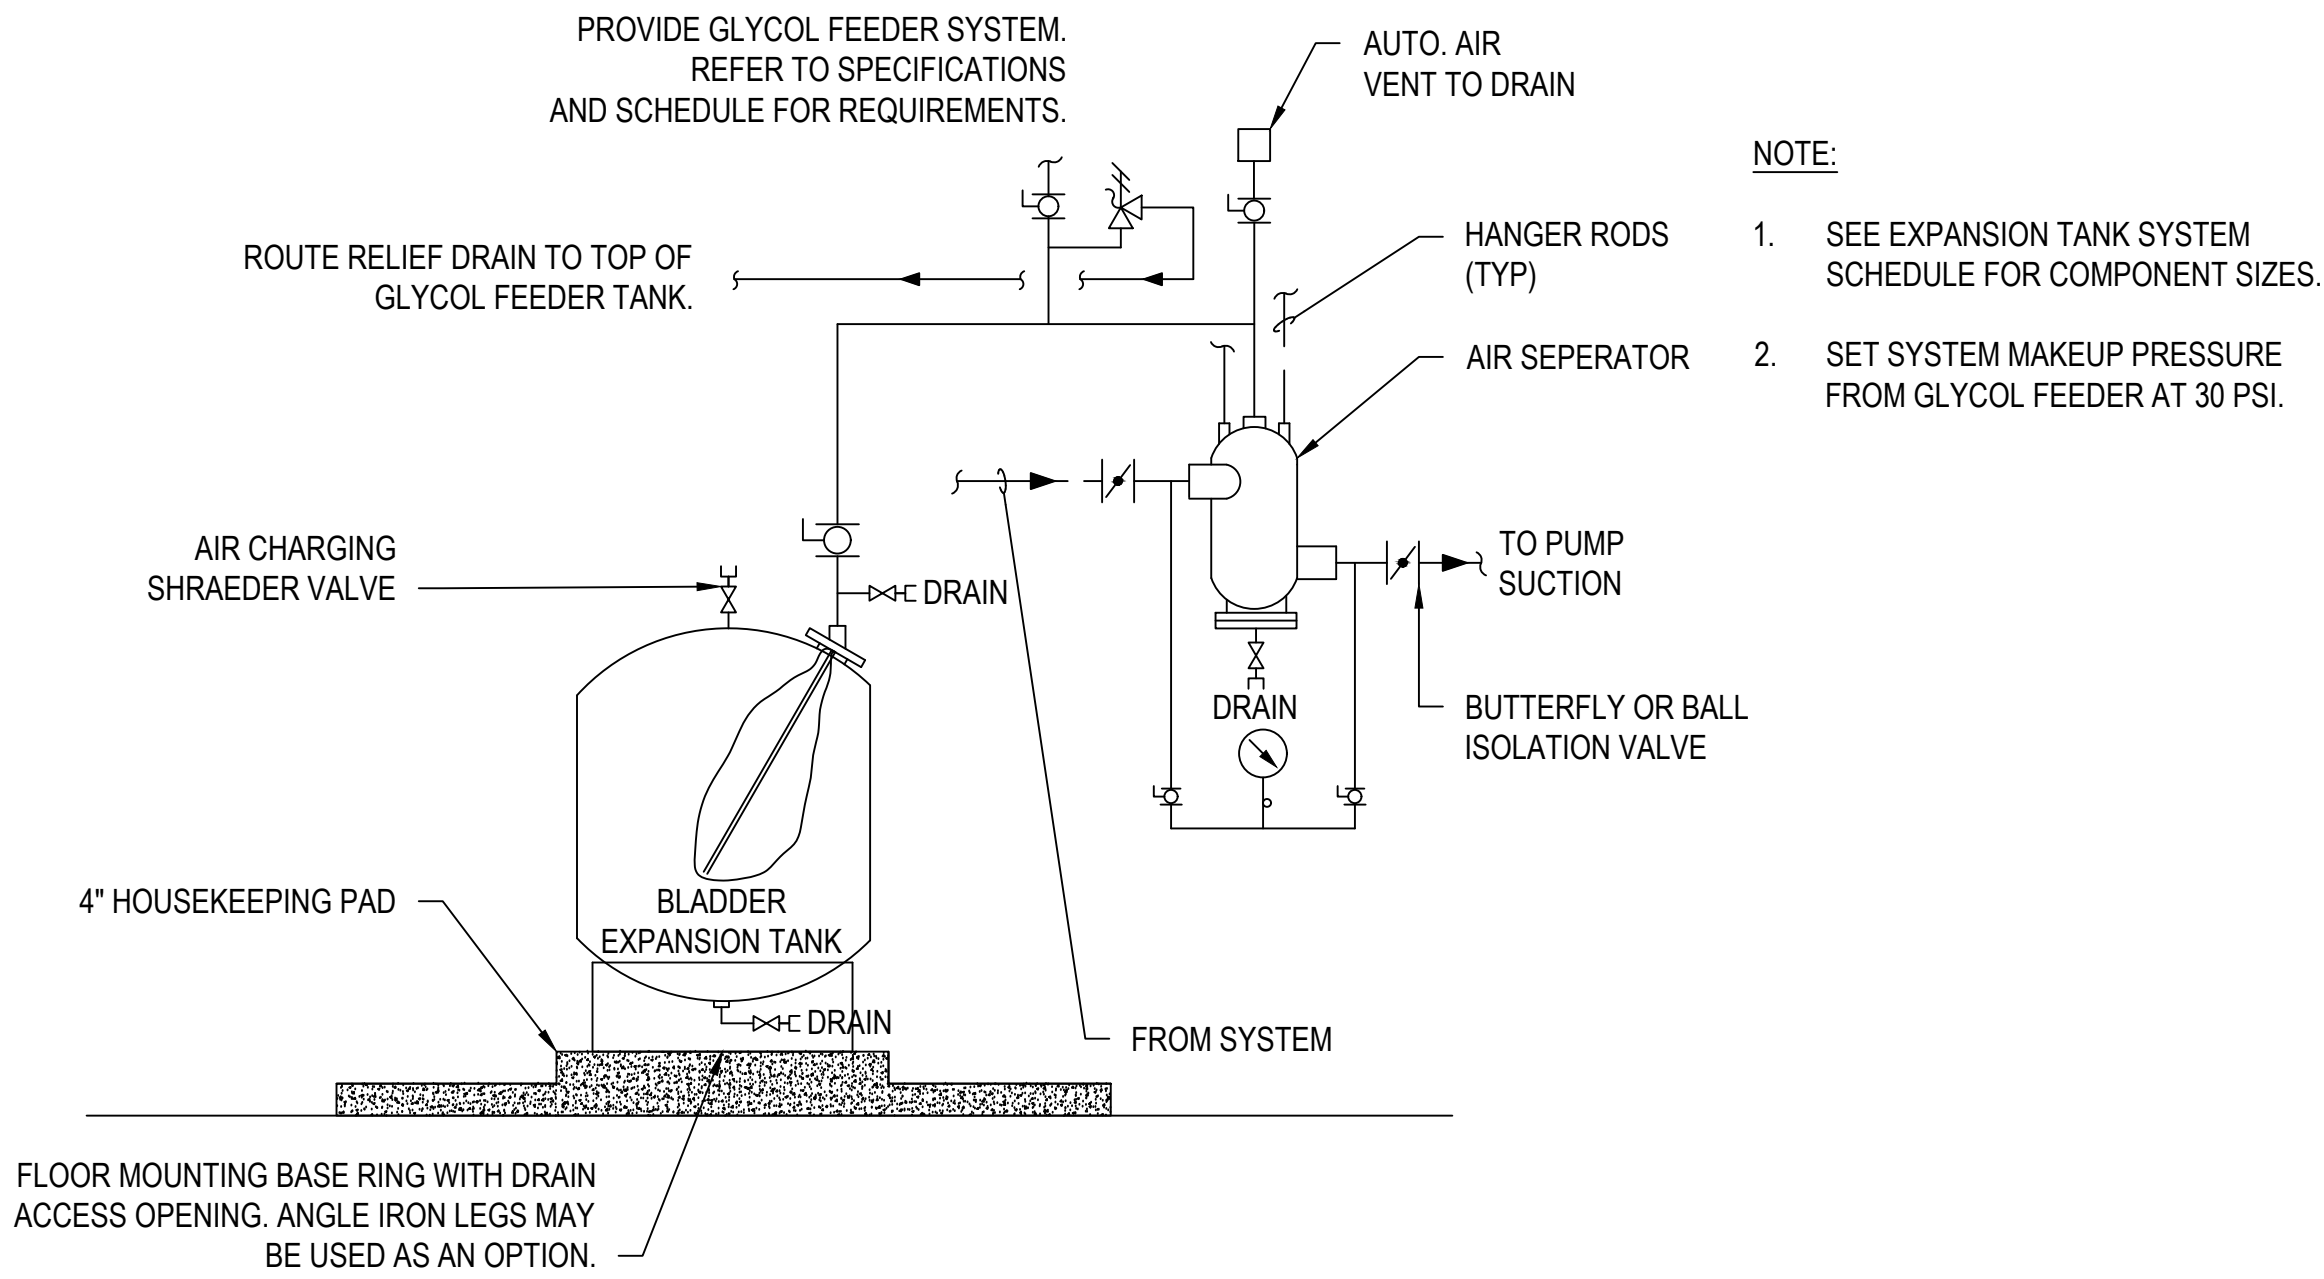 PROVIDE GLYCOL FEEDER SYSTEM.
REFER TO SPECIFICATIONS
AND SCHEDULE FOR REQUIREMENTS.
AUTO. AIR
VENT TO DRAIN
NOTE:
1. SEE EXPANSION TANK SYSTEM
SCHEDULE FOR COMPONENT SIZES.
2. SET SYSTEM MAKEUP PRESSURE
FROM GLYCOL FEEDER AT 30 PSI.
HANGER RODS
(TYP)
ROUTE RELIEF DRAIN TO TOP OF
GLYCOL FEEDER TANK.
AIR SEPERATOR
AIR CHARGING
SHRAEDER VALVE
DRAIN
TO PUMP
SUCTION
DRAIN
BUTTERFLY OR BALL
ISOLATION VALVE
4" HOUSEKEEPING PAD
BLADDER
EXPANSION TANK
DRAIN
FROM SYSTEM
FLOOR MOUNTING BASE RING WITH DRAIN
ACCESS OPENING. ANGLE IRON LEGS MAY
BE USED AS AN OPTION.